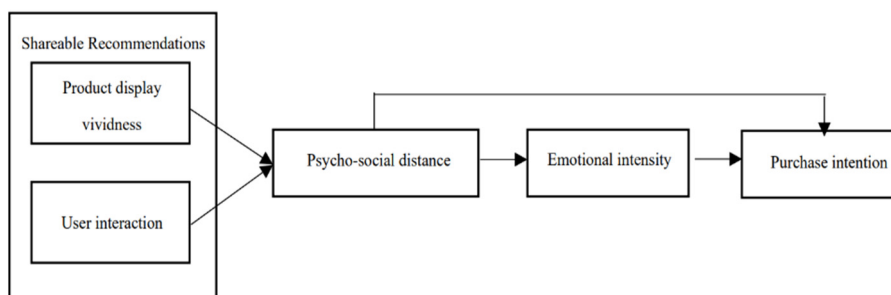 Shareable Recommendations
Product display
vividness
User interaction
Psycho-social distance
Emotional intensity
Purchase intention